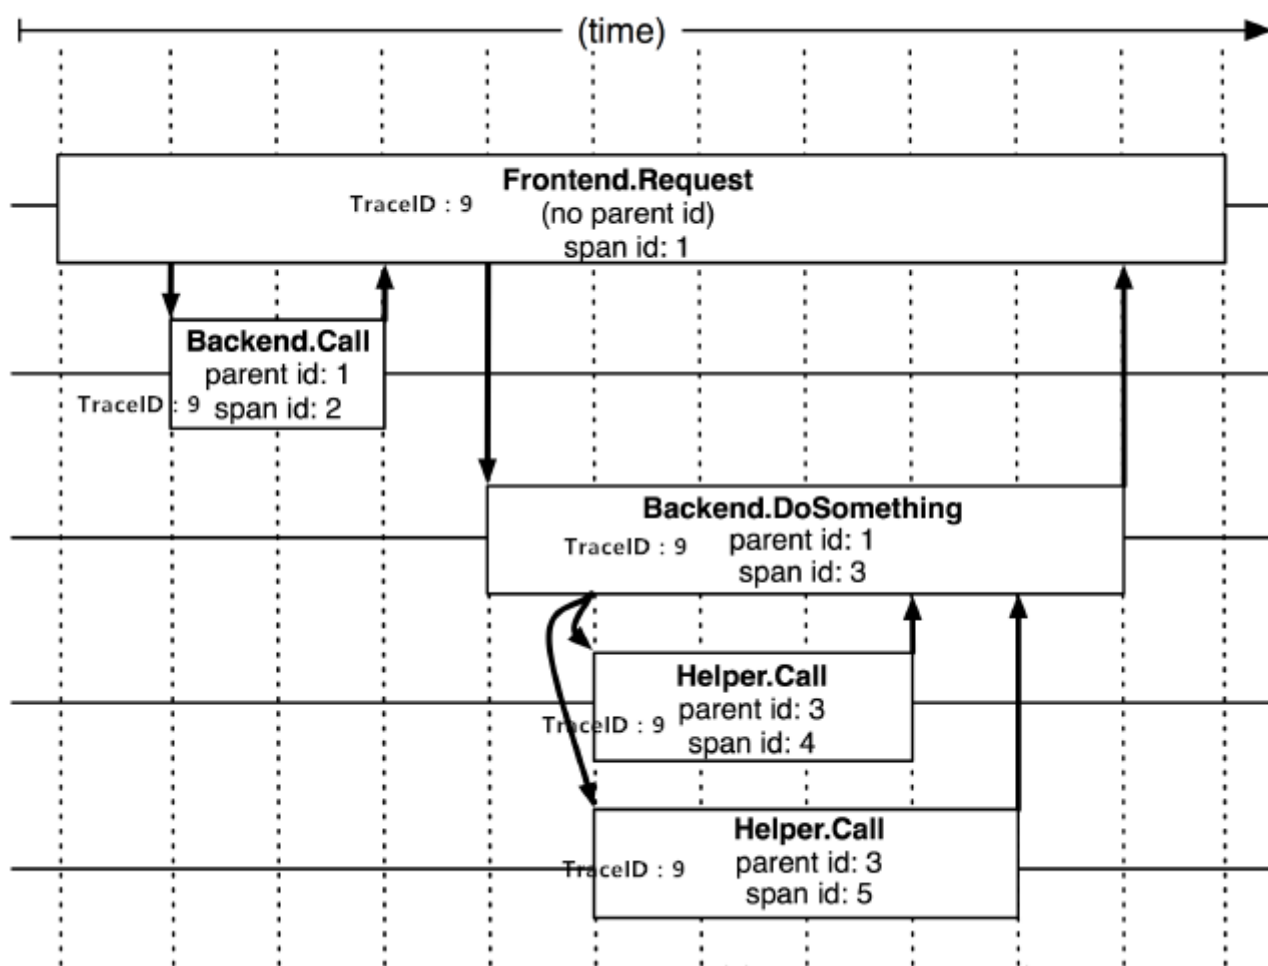 (time)
Frontend.Request
TraceID : 9
(no parent id)
span id: 1
Backend.Call
parent id: 1
TraceID : 9
span id: 2
Backend.DoSomething
TraceID : 9
parent id: 1
span id: 3
Helper.Call
parent id: 3
TraceID : 9
span id: 4
Helper.Call
parent id: 3
TraceID : 9
span id: 5